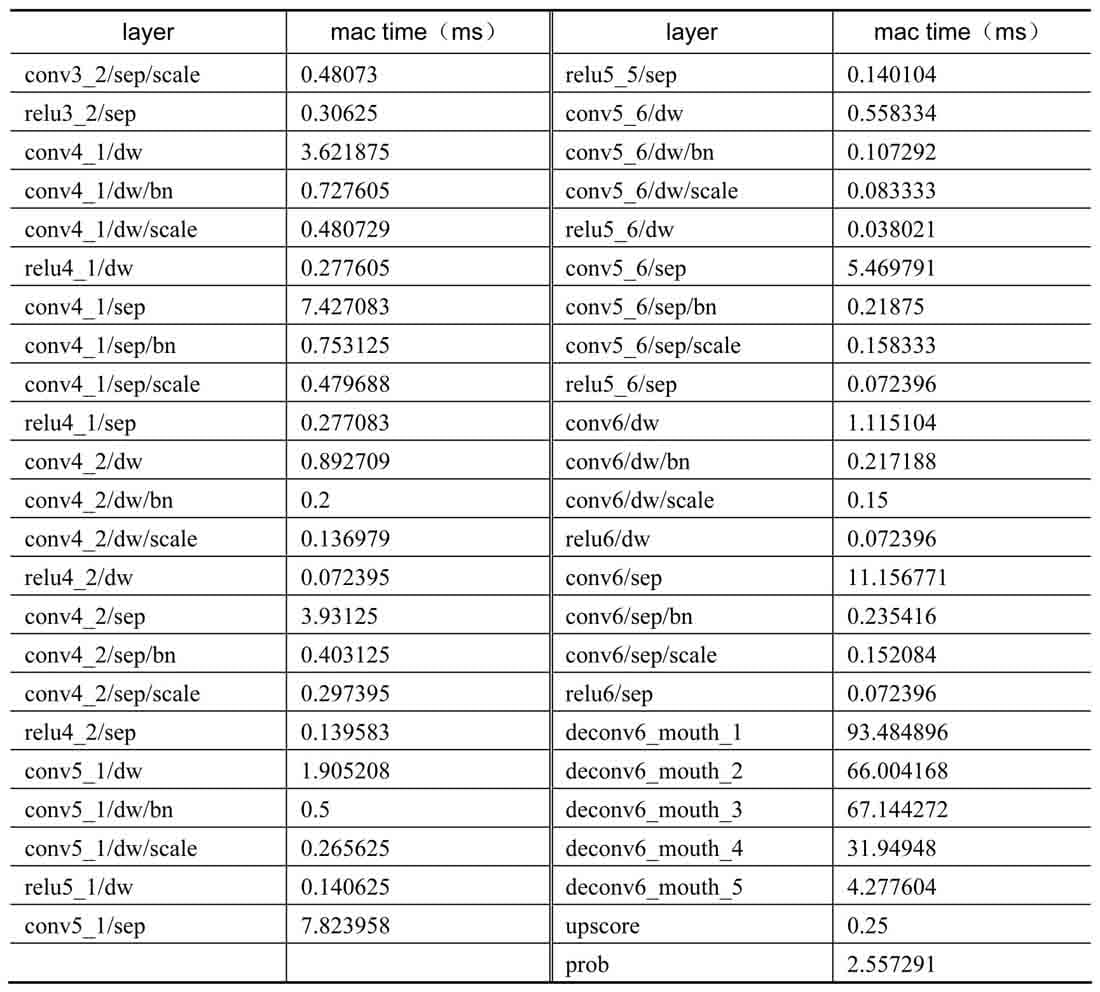 layer mac time（ms） layer mac time（ms）
conv3_2/sep/scale 0.48073 relu5_5/sep 0.140104
relu3_2/sep 0.30625 conv5_6/dw 0.558334
conv4_1/dw 3.621875 conv5_6/dw/bn 0.107292
conv4_1/dw/bn 0.727605 conv5_6/dw/scale 0.083333
conv4_1/dw/scale 0.480729 relu5_6/dw 0.038021
relu4_1/dw 0.277605 conv5_6/sep 5.469791
conv4_1/sep 7.427083 conv5_6/sep/bn 0.21875
conv4_1/sep/bn 0.753125 conv5_6/sep/scale 0.158333
conv4_1/sep/scale 0.479688 relu5_6/sep 0.072396
relu4_1/sep 0.277083 conv6/dw 1.115104
conv4_2/dw 0.892709 conv6/dw/bn 0.217188
conv4_2/dw/bn 0.2 conv6/dw/scale 0.15
conv4_2/dw/scale 0.136979 relu6/dw 0.072396
relu4_2/dw 0.072395 conv6/sep 11.156771
conv4_2/sep 3.93125 conv6/sep/bn 0.235416
conv4_2/sep/bn 0.403125 conv6/sep/scale 0.152084
conv4_2/sep/scale 0.297395 relu6/sep 0.072396
relu4_2/sep 0.139583 deconv6_mouth_1 93.484896
conv5_1/dw 1.905208 deconv6_mouth_2 66.004168
conv5_1/dw/bn 0.5 deconv6_mouth_3 67.144272
conv5_1/dw/scale 0.265625 deconv6_mouth_4 31.94948
relu5_1/dw 0.140625 deconv6_mouth_5 4.277604
conv5_1/sep 7.823958 upscore 0.25
prob 2.557291